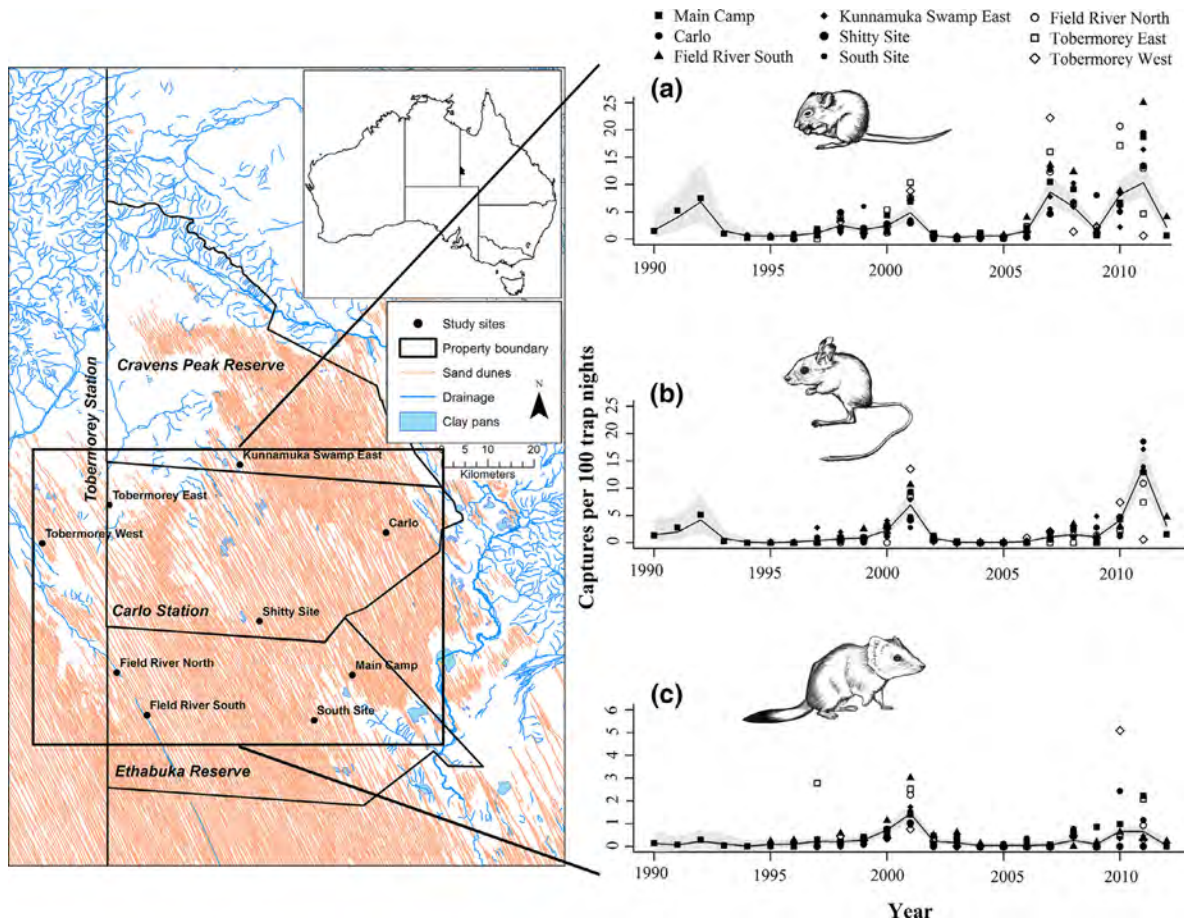 Main Camp
Carlo
Field River South
Kunnamuka Swamp East
Shitty Site
South Site
Field River North
Tobermorey East
Tobermorey West
Study sites
Property boundary
Sand dunes
Drainage
Clay pans
N
0 5 10 20
Kilometers
Cravens Peak Reserve
Tobermorey Station
Kunnamuka Swamp East
Tobermorey East
Tobermorey West
Carlo
Carlo Station
Shitty Site
Field River North
Main Camp
Field River South
South Site
Ethabuka Reserve
Captures per 100 trap nights
(a)
25
20
15
10
5
0
1990 1995 2000 2005 2010
(b)
25
20
15
10
5
0
1990 1995 2000 2005 2010
(c)
6
5
4
3
2
1
0
1990 1995 2000 2005 2010
Year